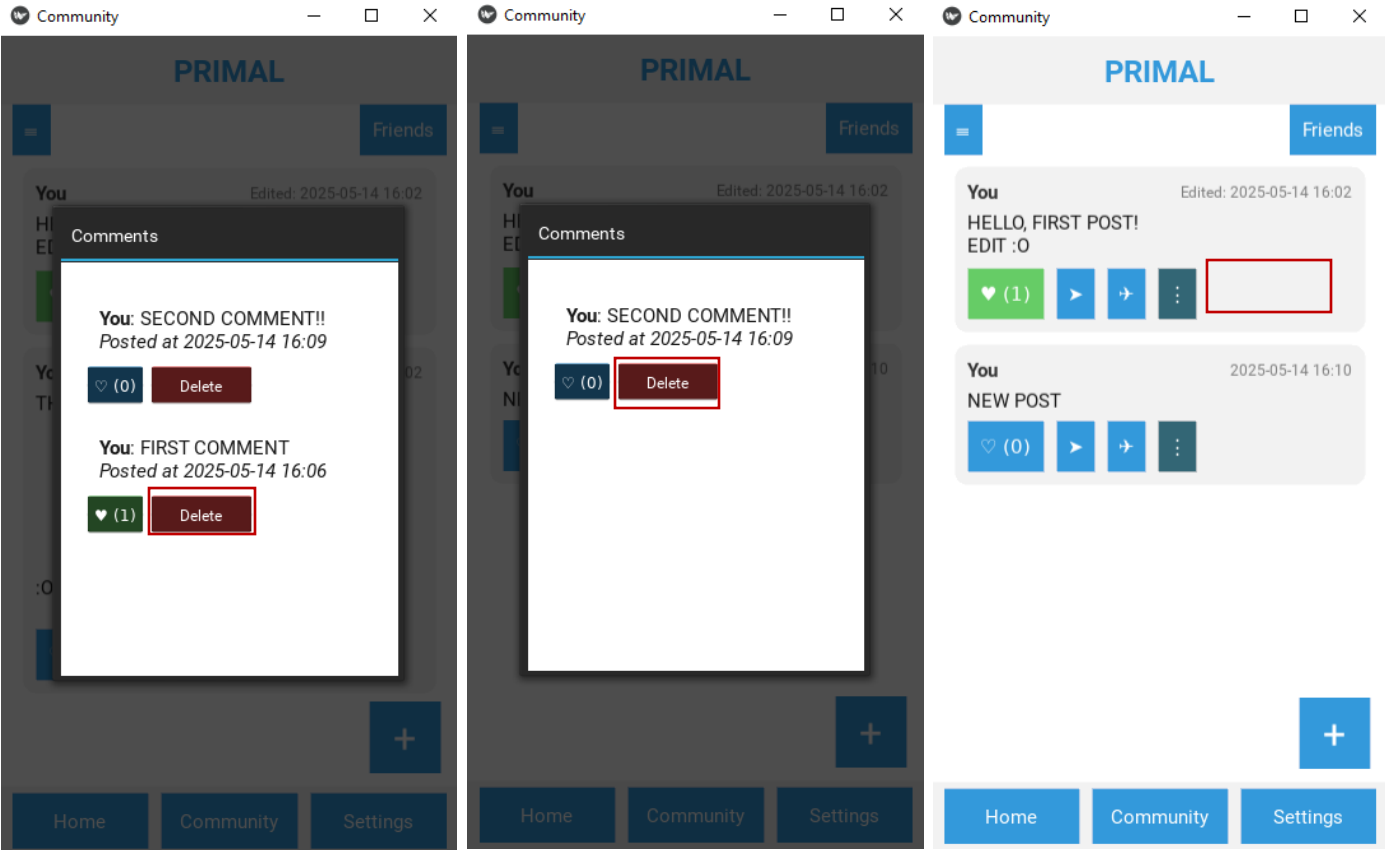 Community
PRIMAL
≡
Friends
You
Edited: 2025-05-14 16:02
Comments
You: SECOND COMMENT!!
Posted at 2025-05-14 16:09
♡ (0)
Delete
You: FIRST COMMENT
Posted at 2025-05-14 16:06
♥ (1)
Delete
:O
+
Home
Community
Settings
Community
PRIMAL
≡
Friends
You
Edited: 2025-05-14 16:02
Comments
You: SECOND COMMENT!!
Posted at 2025-05-14 16:09
♡ (0)
Delete
+
Home
Community
Settings
Community
PRIMAL
≡
Friends
You
Edited: 2025-05-14 16:02
HELLO, FIRST POST!
EDIT :O
♥ (1)
➤
✈
⋮
You
2025-05-14 16:10
NEW POST
♡ (0)
➤
✈
⋮
+
Home
Community
Settings